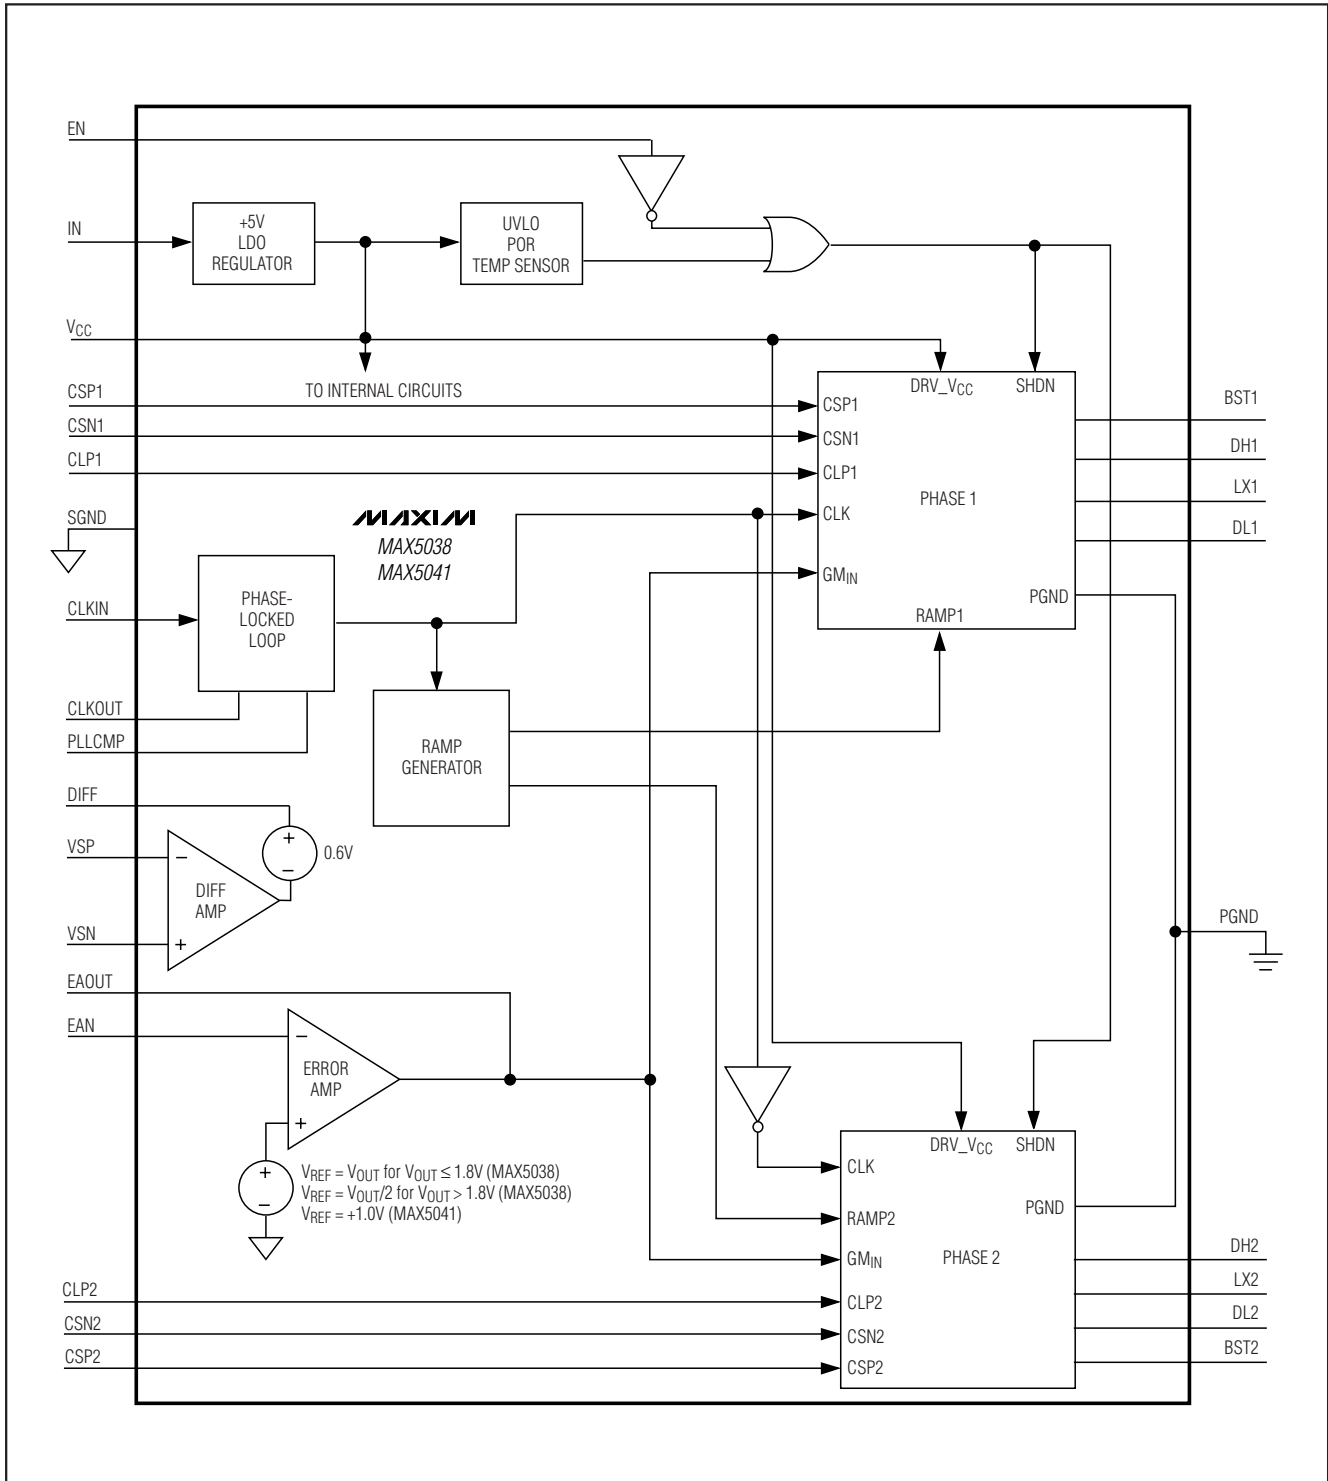 EN
IN
+5V
LDO
REGULATOR
UVLO
POR
TEMP SENSOR
VCC
TO INTERNAL CIRCUITS
CSP1
CSN1
CLP1
SGND
MAXIM
MAX5038
MAX5041
DRV_VCC
SHDN
CSP1
CSN1
CLP1
CLK
GMIN
PHASE 1
PGND
RAMP1
BST1
DH1
LX1
DL1
CLKIN
PHASE-
LOCKED
LOOP
CLKOUT
PLLCMP
RAMP
GENERATOR
DIFF
+
−
0.6V
VSP
−
DIFF
AMP
VSN
+
PGND
EAOUT
EAN
−
ERROR
AMP
+
+
−
VREF = VOUT for VOUT ≤ 1.8V (MAX5038)
VREF = VOUT/2 for VOUT > 1.8V (MAX5038)
VREF = +1.0V (MAX5041)
DRV_VCC
SHDN
CLK
RAMP2
GMIN
CLP2
CSN2
CSP2
PHASE 2
PGND
CLP2
CSN2
CSP2
DH2
LX2
DL2
BST2